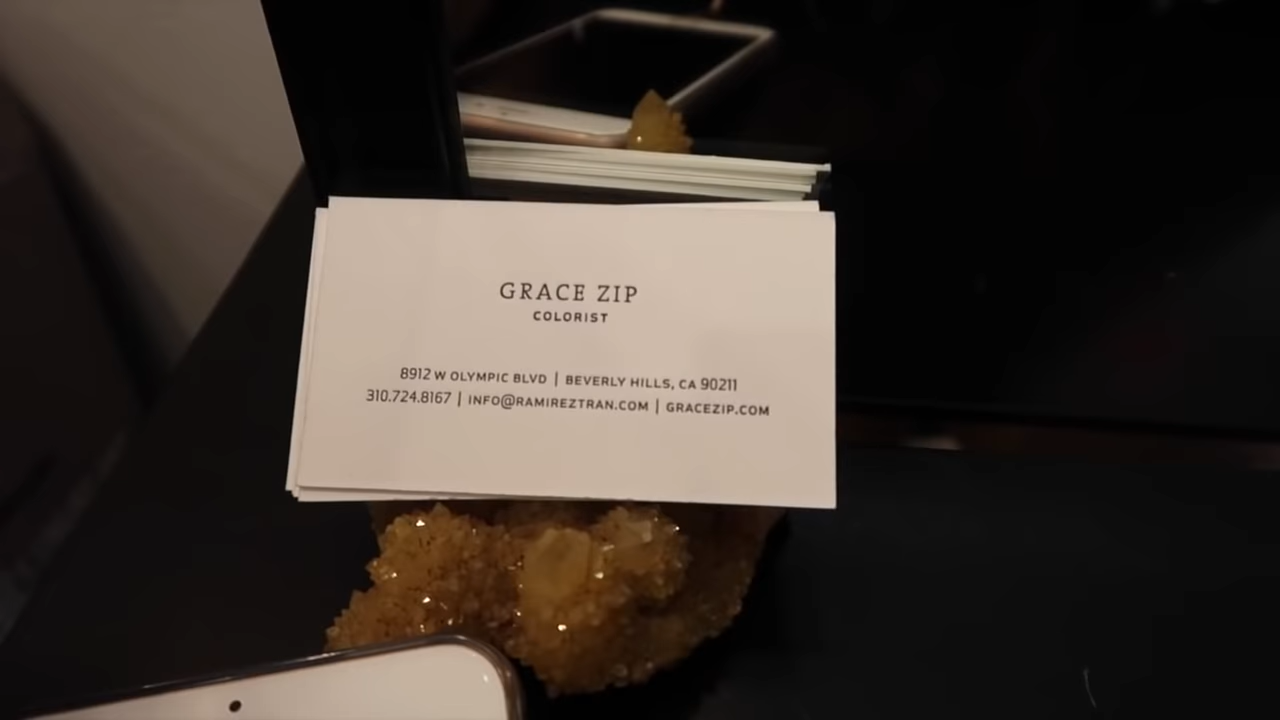 GRACE ZIP
COLORIST
8912 W OLYMPIC BLVD | BEVERLY HILLS, CA 90211
310.724.8167 | INFO@RAMIREZTRAN.COM | GRACEZIP.COM